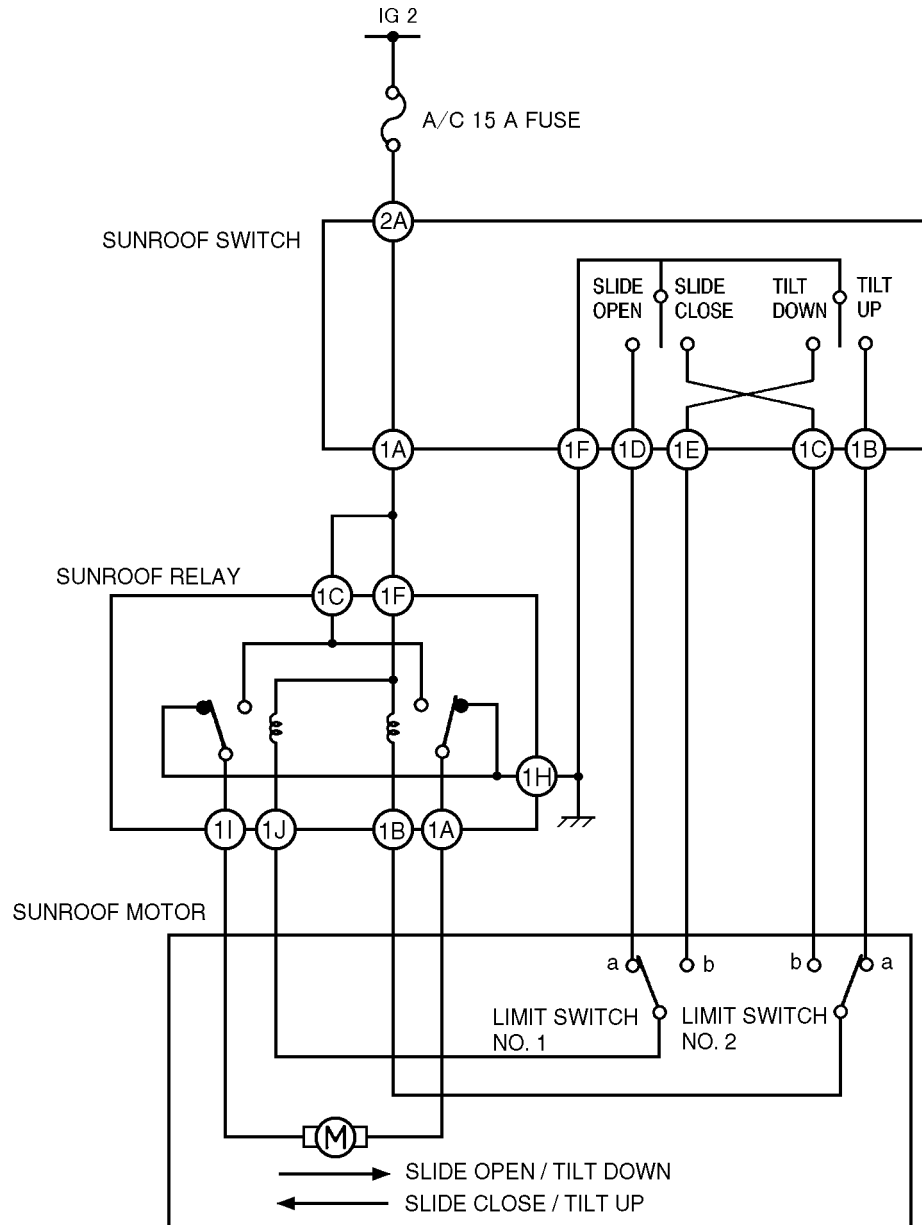 IG 2
A/C 15 A FUSE
2A
SUNROOF SWITCH
SLIDE OPEN
SLIDE CLOSE
TILT DOWN
TILT UP
1A
1F
1D
1E
1C
1B
SUNROOF RELAY
1C
1F
1H
1I
1J
1B
1A
SUNROOF MOTOR
a
b
b
a
LIMIT SWITCH NO. 1
LIMIT SWITCH NO. 2
M
SLIDE OPEN / TILT DOWN
SLIDE CLOSE / TILT UP